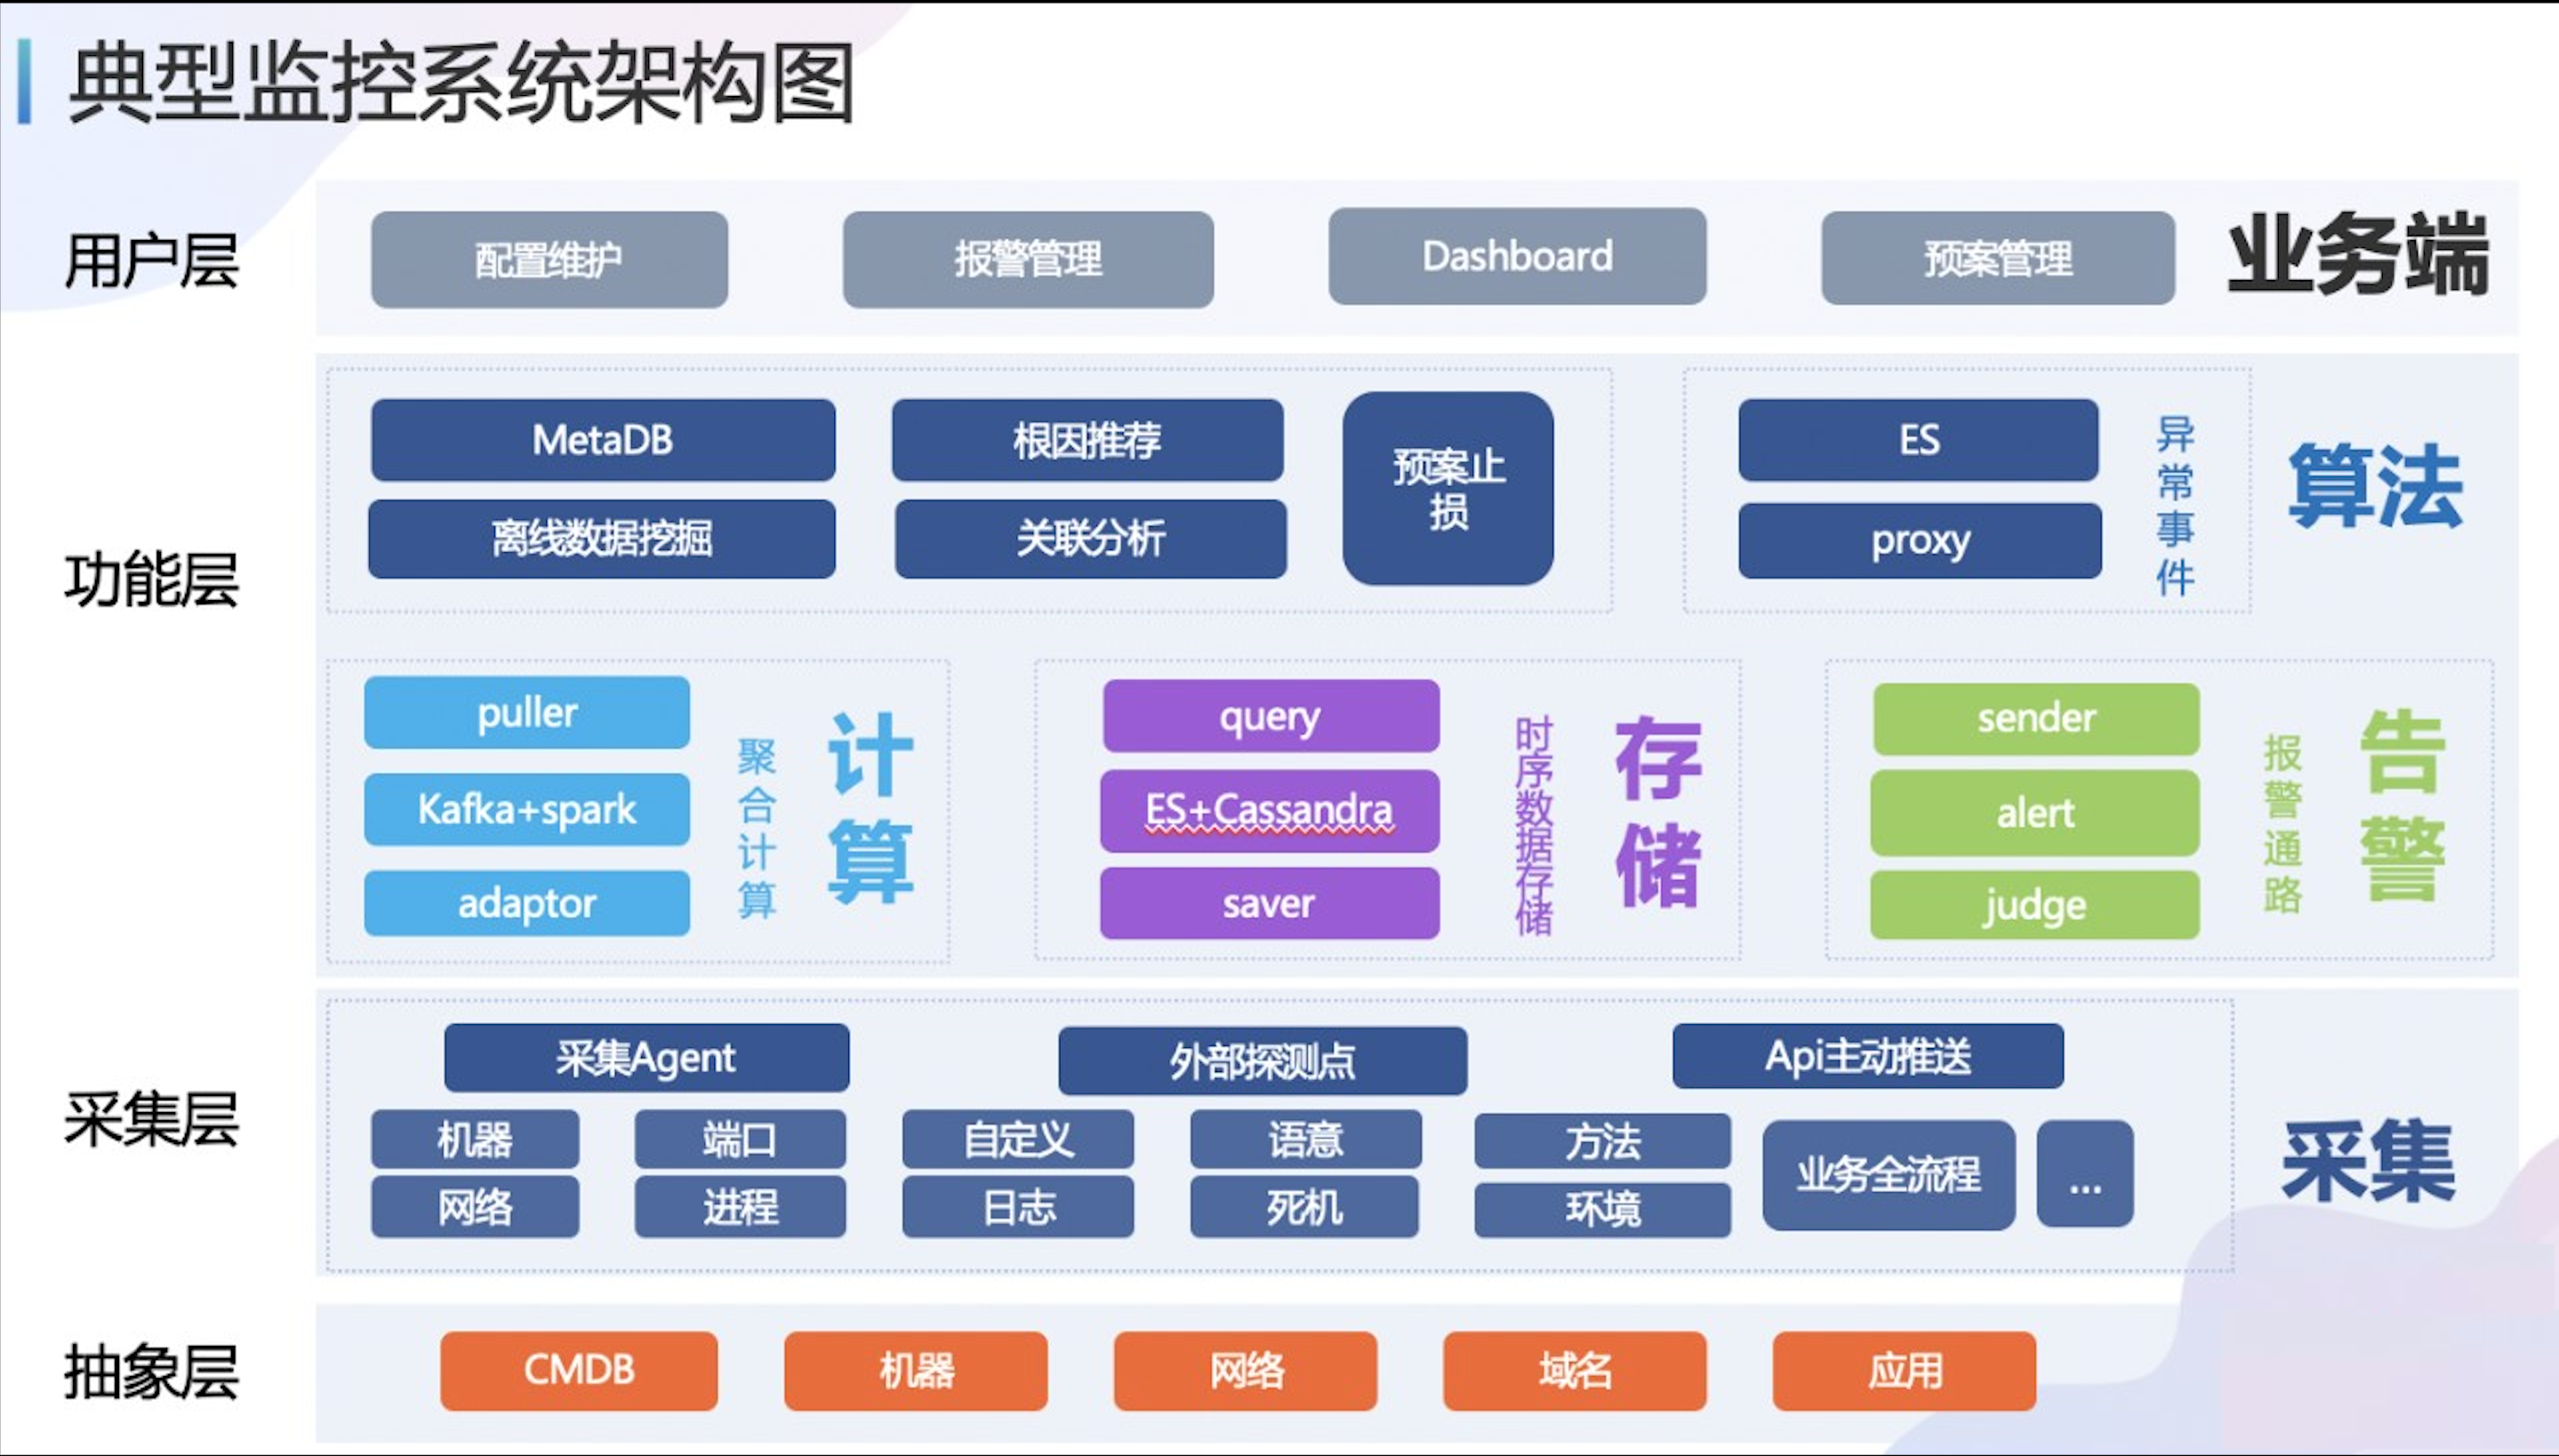 典型监控系统架构图
用户层
配置维护
报警管理
Dashboard
预案管理
业务端
功能层
MetaDB
根因推荐
离线数据挖掘
关联分析
预案止
损
ES
proxy
异常事件
算法
puller
Kafka+spark
adaptor
聚合计算
计算
query
ES+Cassandra
saver
时序数据存储
存储
sender
alert
judge
报警通路
告警
采集层
采集Agent
外部探测点
Api主动推送
机器
端口
自定义
语意
方法
业务全流程
...
网络
进程
日志
死机
环境
采集
抽象层
CMDB
机器
网络
域名
应用